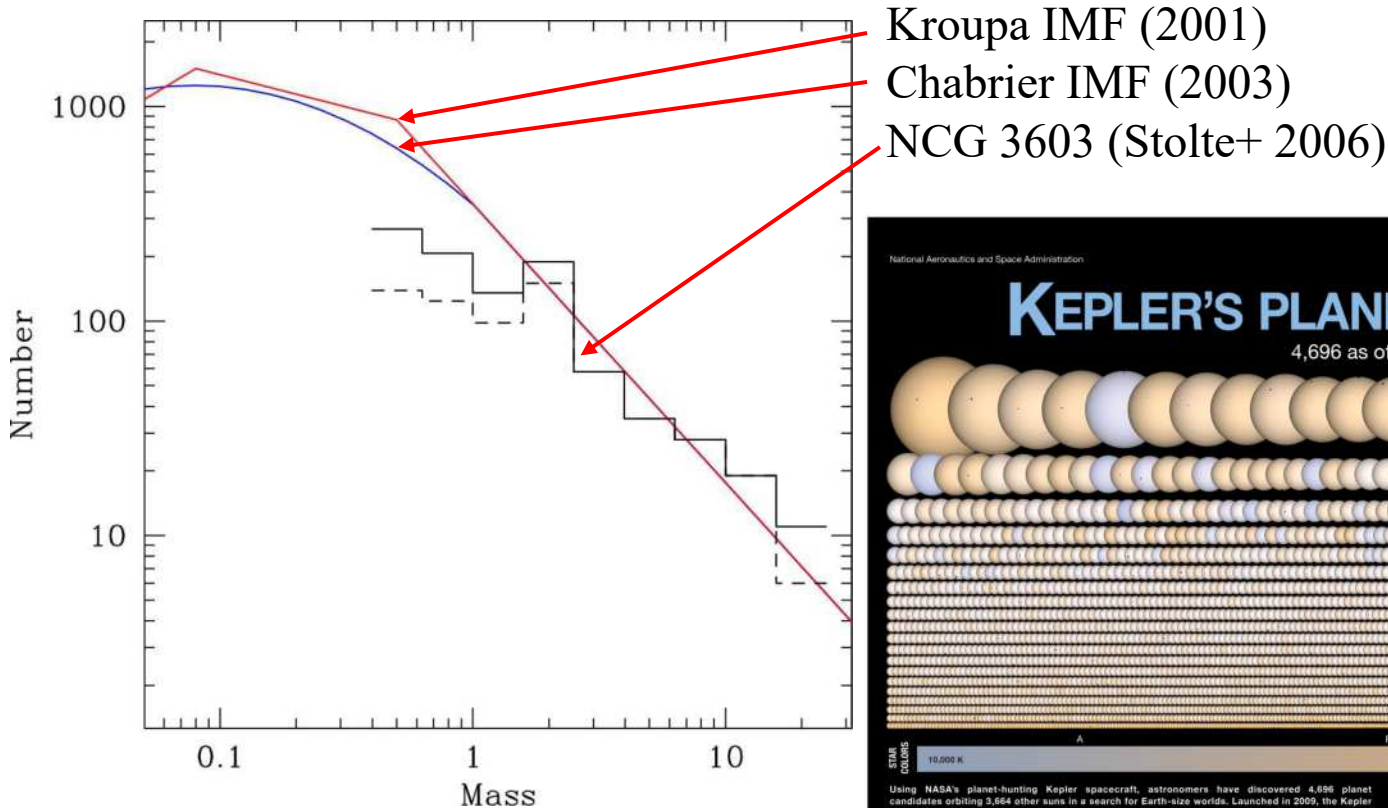 Kroupa IMF (2001)
Chabrier IMF (2003)
NCG 3603 (Stolte+ 2006)
1000
100
10
Number
0.1
1
10
Mass
National Aeronautics and Space Administration
KEPLER'S PLAN
4,696 as of
A
STAR
COLORS
10,000 K
Using NASA's planet-hunting Kepler spacecraft, astronomers have discovered 4,696 planet
candidates orbiting 3,664 other suns in a search for Earth-size worlds. Launched in 2009, the Kepler